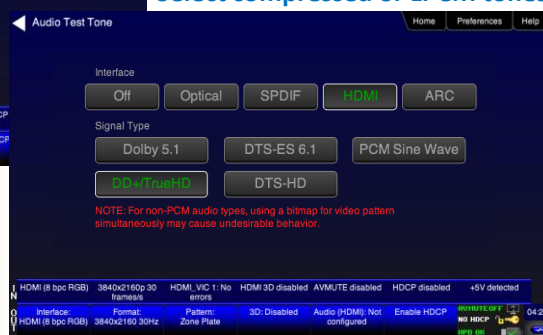 Select compressed or LPCM tones
Audio Test Tone
Home Preferences Help
Interface
Off Optical SPDIF HDMI ARC
Signal Type
Dolby 5.1 DTS-ES 6.1 PCM Sine Wave
DD+/TrueHD DTS-HD
NOTE: For non-PCM audio types, using a bitmap for video pattern
simultaneously may cause undesirable behavior.
IN
HDMI (8 bpc RGB) 3840x2160p 30 frames/s HDMI_VIC 1: No errors HDMI 3D disabled AVMUTE disabled HDCP disabled +5V detected
Interface: HDMI (8 bpc RGB) Format: 3840x2160 30Hz Pattern: Zone Plate 3D: Disabled Audio (HDMI): Not configured Enable HDCP AVMUTEOFF NO HDCP HPD OK